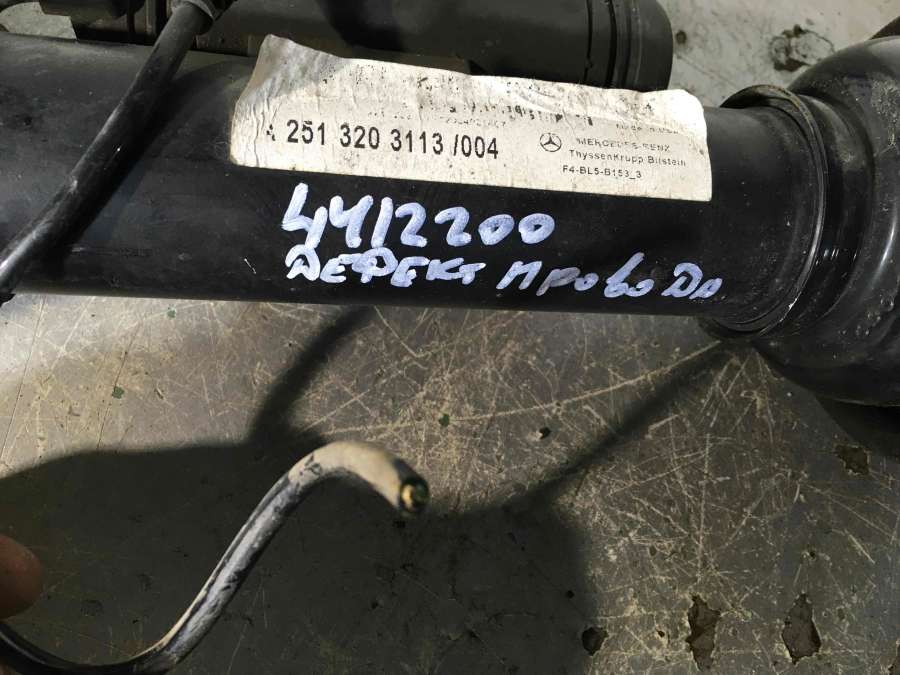 A 251 320 3113 /004
MERCEDES-BENZ
ThyssenKrupp Bilstein
F4-BL5-B153_3
4412200
ДЕФЕКТ ПровоДа